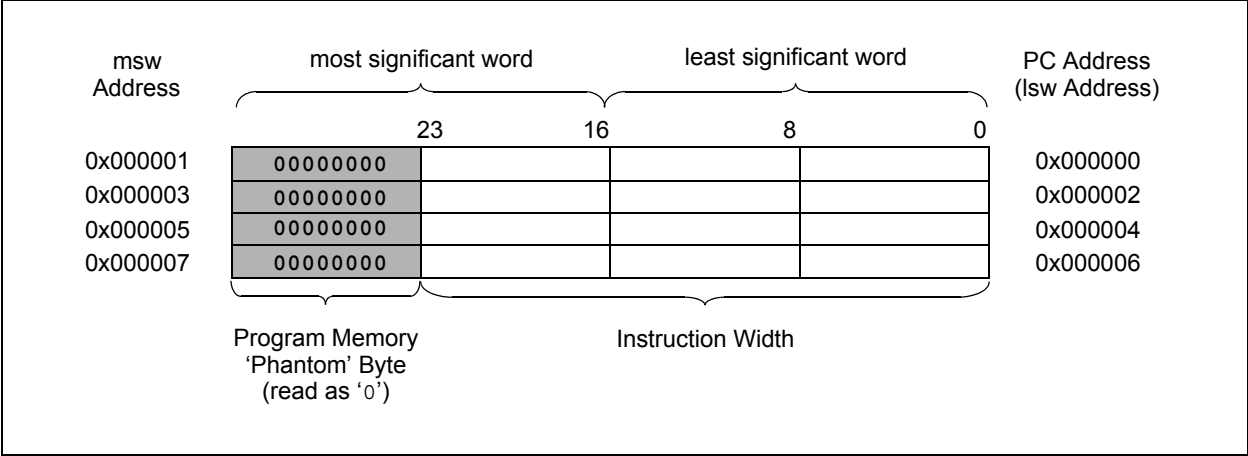 msw
Address
most significant word
least significant word
PC Address
(lsw Address)
23 16 8 0
0x000001 00000000 0x000000
0x000003 00000000 0x000002
0x000005 00000000 0x000004
0x000007 00000000 0x000006
Program Memory
‘Phantom’ Byte
(read as ‘0’)
Instruction Width